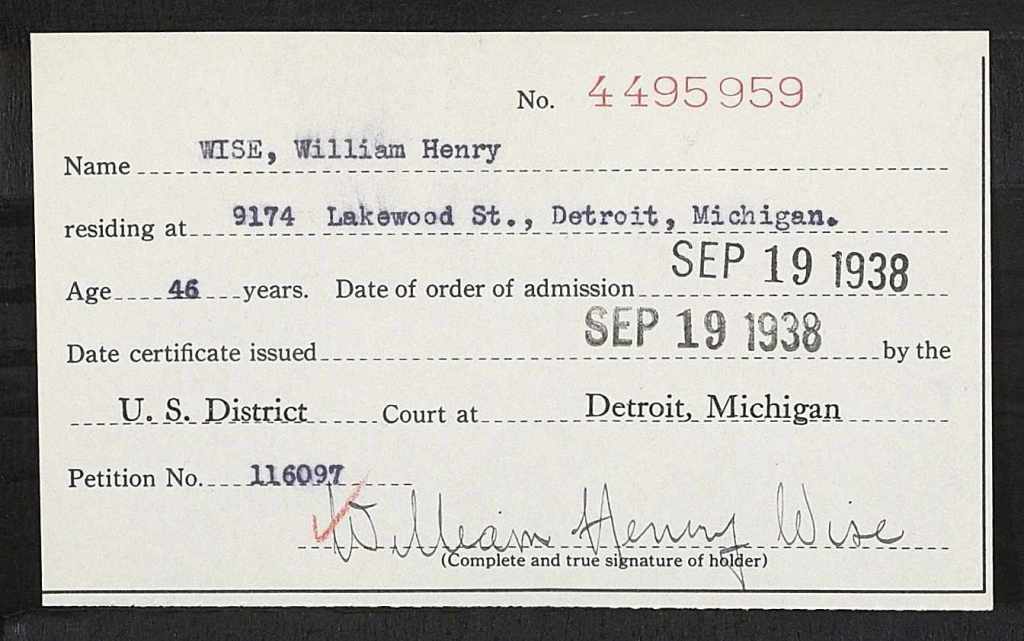 No. 4495959
Name WISE, William Henry
residing at 9174 Lakewood St., Detroit, Michigan.
Age 46 years. Date of order of admission SEP 19 1938
Date certificate issued SEP 19 1938 by the
U. S. District Court at Detroit, Michigan
Petition No. 116097
William Henry Wise
(Complete and true signature of holder)